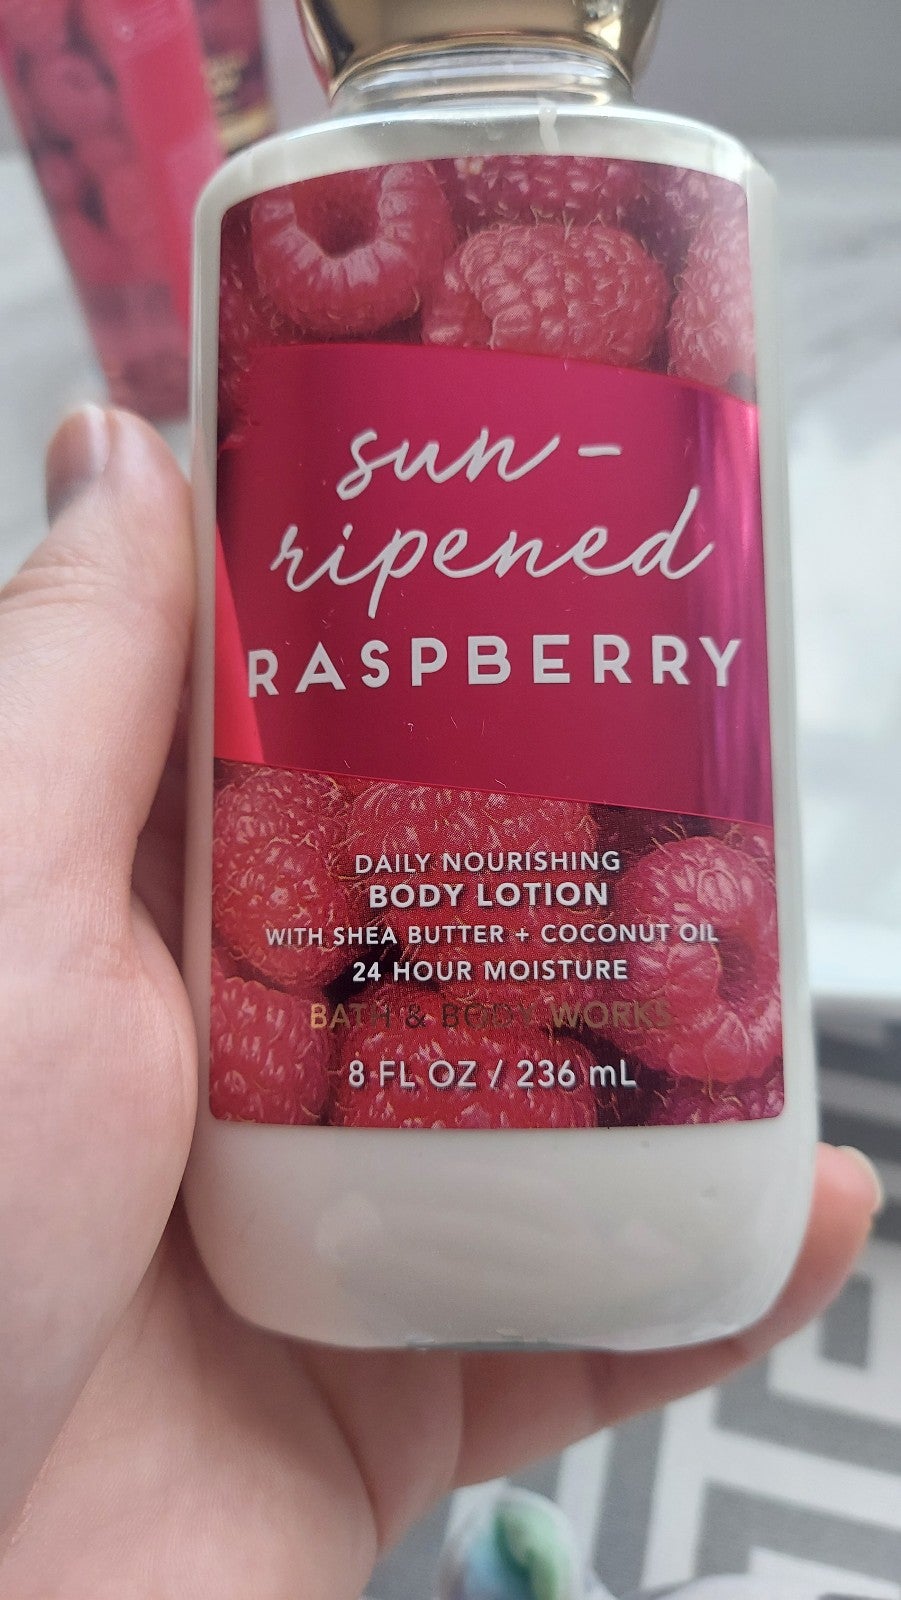 sun-
ripened
RASPBERRY
DAILY NOURISHING
BODY LOTION
WITH SHEA BUTTER + COCONUT OIL
24 HOUR MOISTURE
BATH & BODY WORKS
8 FL OZ / 236 mL